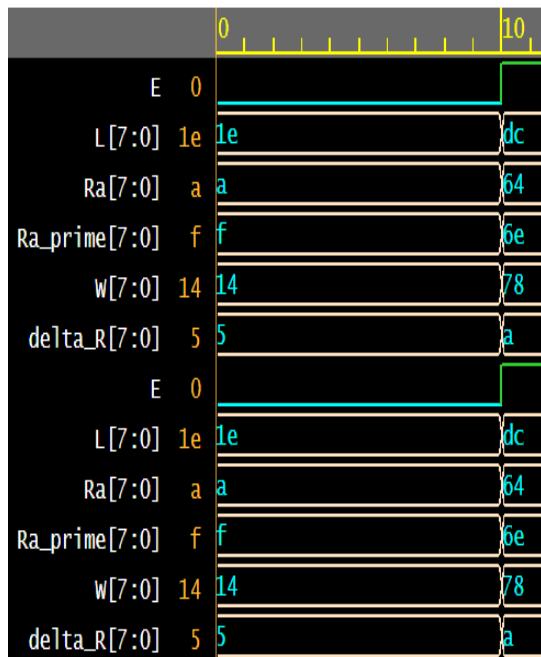 0 10
E 0
L[7:0] 1e 1e dc
Ra[7:0] a a 64
Ra_prime[7:0] f f 6e
W[7:0] 14 14 78
delta_R[7:0] 5 5 a
E 0
L[7:0] 1e 1e dc
Ra[7:0] a a 64
Ra_prime[7:0] f f 6e
W[7:0] 14 14 78
delta_R[7:0] 5 5 a